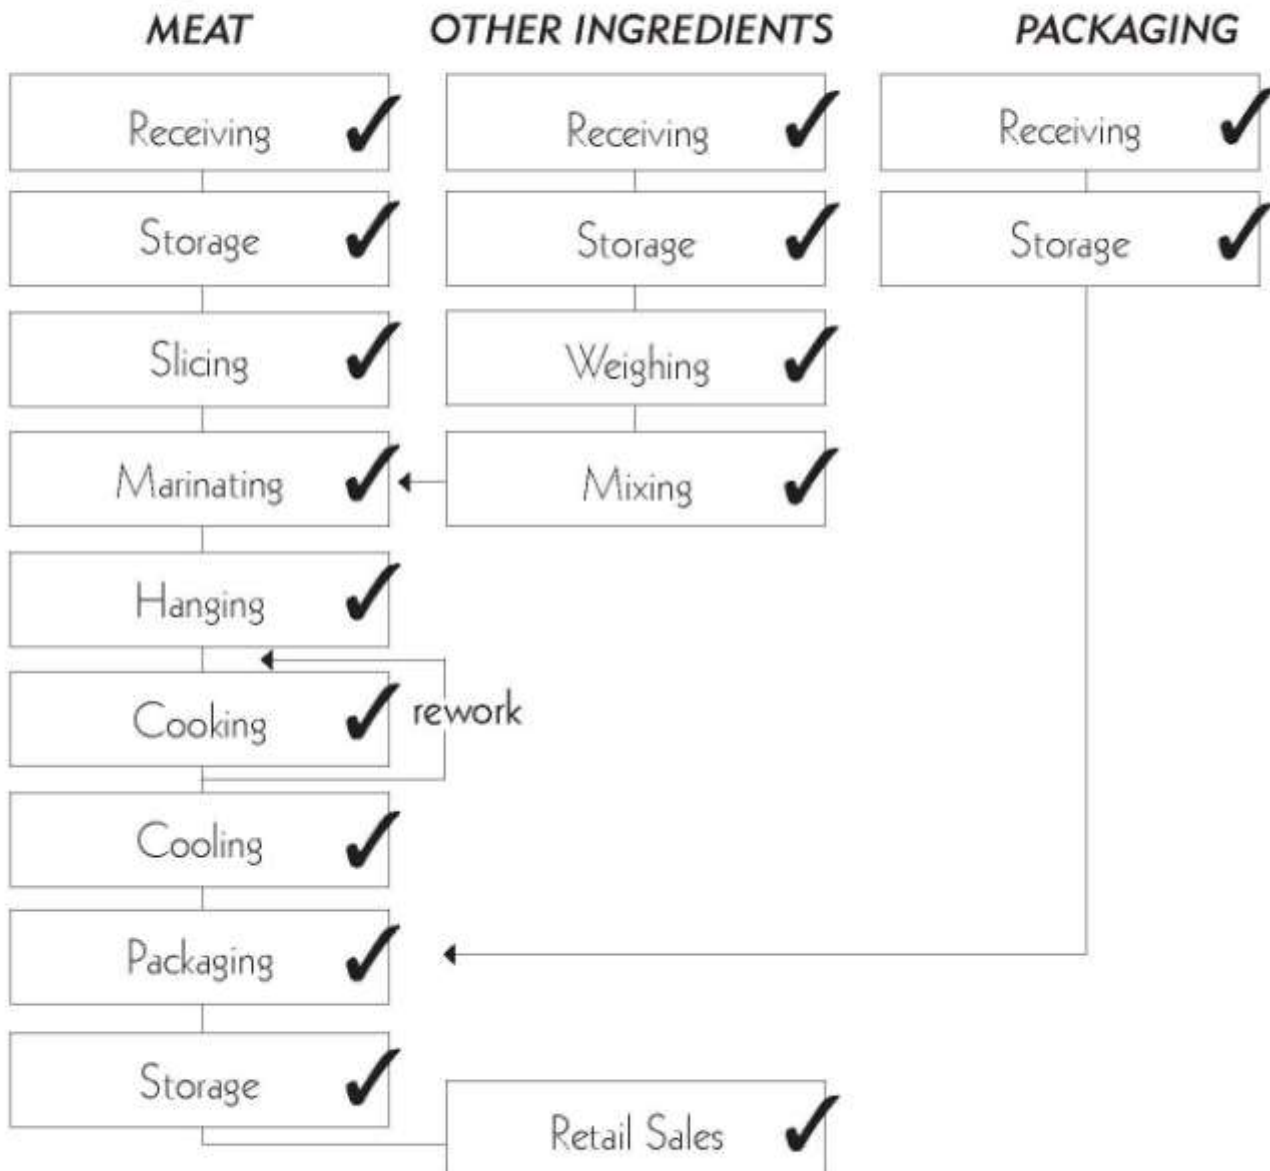 MEAT
OTHER INGREDIENTS
PACKAGING
Receiving
Receiving
Receiving
Storage
Storage
Storage
Slicing
Weighing
Marinating
Mixing
Hanging
Cooking
rework
Cooling
Packaging
Storage
Retail Sales